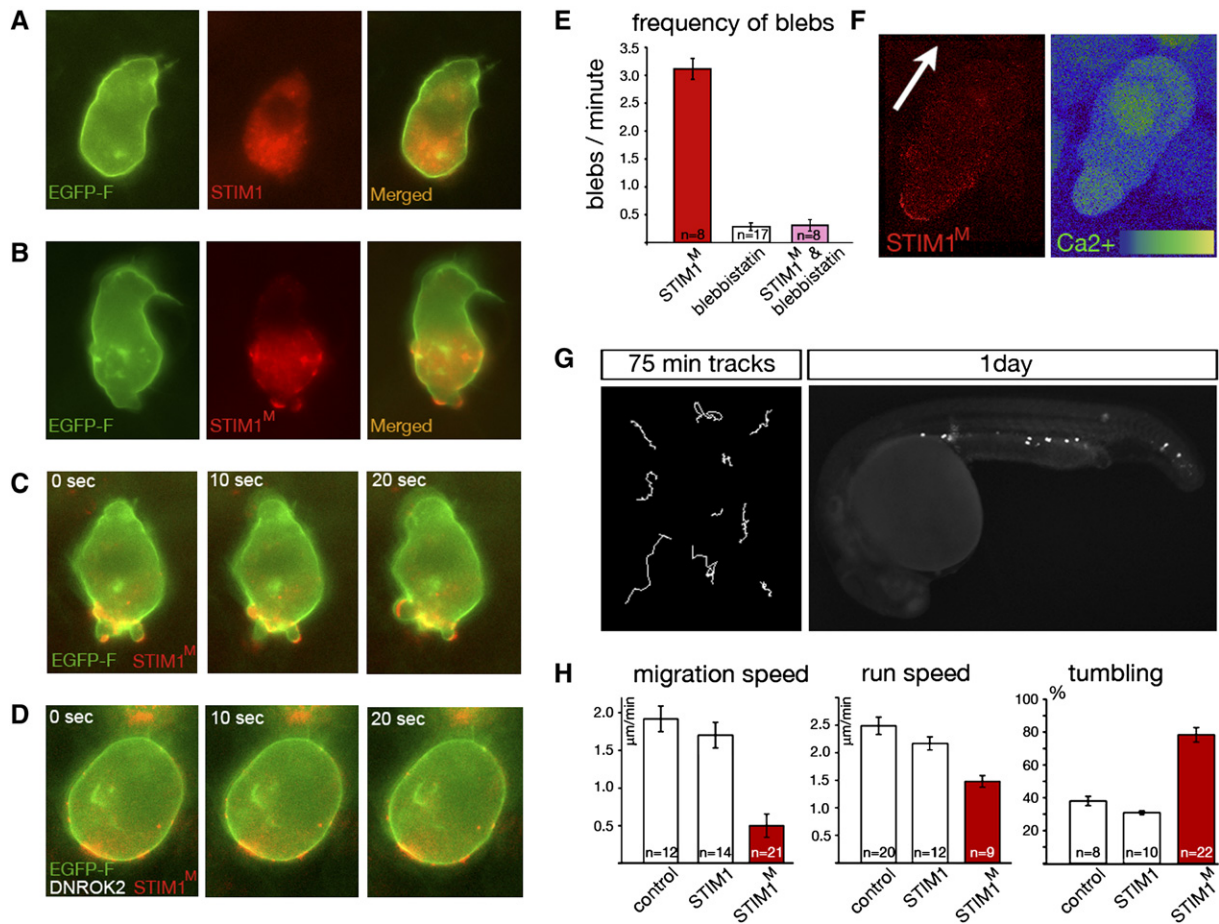 A
EGFP-F
STIM1
Merged
B
EGFP-F
STIM1M
Merged
C
0 sec
10 sec
20 sec
EGFP-F STIM1M
D
0 sec
10 sec
20 sec
EGFP-F
DNROK2 STIM1M
E
frequency of blebs
blebs / minute
3.5
3.0
2.5
2.0
1.5
1.0
0.5
n=8
n=17
n=8
STIM1M
blebbistatin
STIM1M &
blebbistatin
F
STIM1M
Ca2+
G
75 min tracks
1day
H
migration speed
µm/min
2.0
1.5
1.0
0.5
n=12
n=14
n=21
control
STIM1
STIM1M
run speed
µm/min
2.5
2.0
1.5
1.0
0.5
n=20
n=12
n=9
control
STIM1
STIM1M
tumbling
%
100
80
60
40
20
n=8
n=10
n=22
control
STIM1
STIM1M